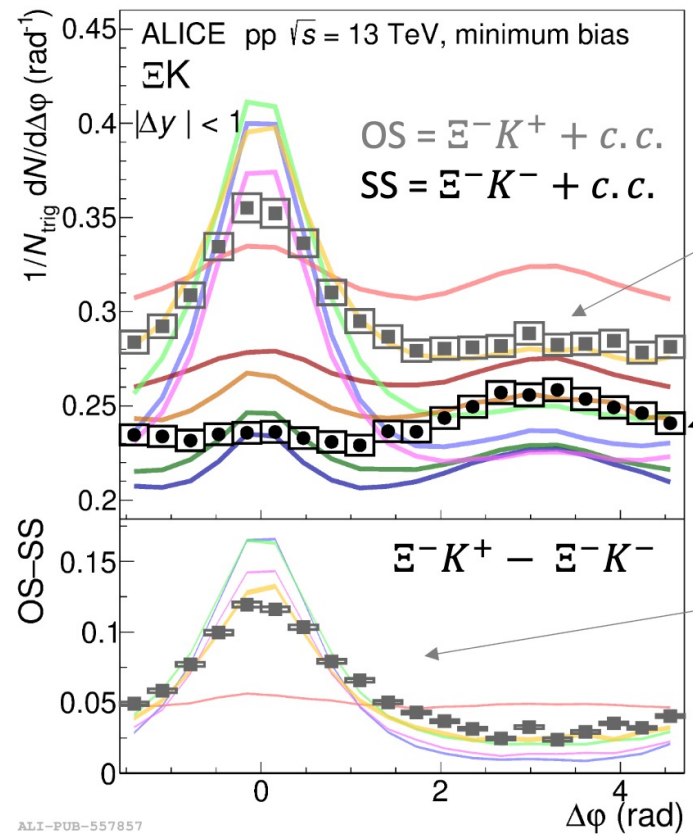 0.45
ALICE pp √s = 13 TeV, minimum bias
ΞK
|Δy| < 1
0.4
OS = Ξ⁻K⁺ + c.c.
SS = Ξ⁻K⁻ + c.c.
1/N_trig dN/dΔφ (rad⁻¹)
0.35
0.3
0.25
0.2
OS–SS
0.15
Ξ⁻K⁺ − Ξ⁻K⁻
0.1
0.05
0
0 2 4
Δφ (rad)
ALI-PUB-557857